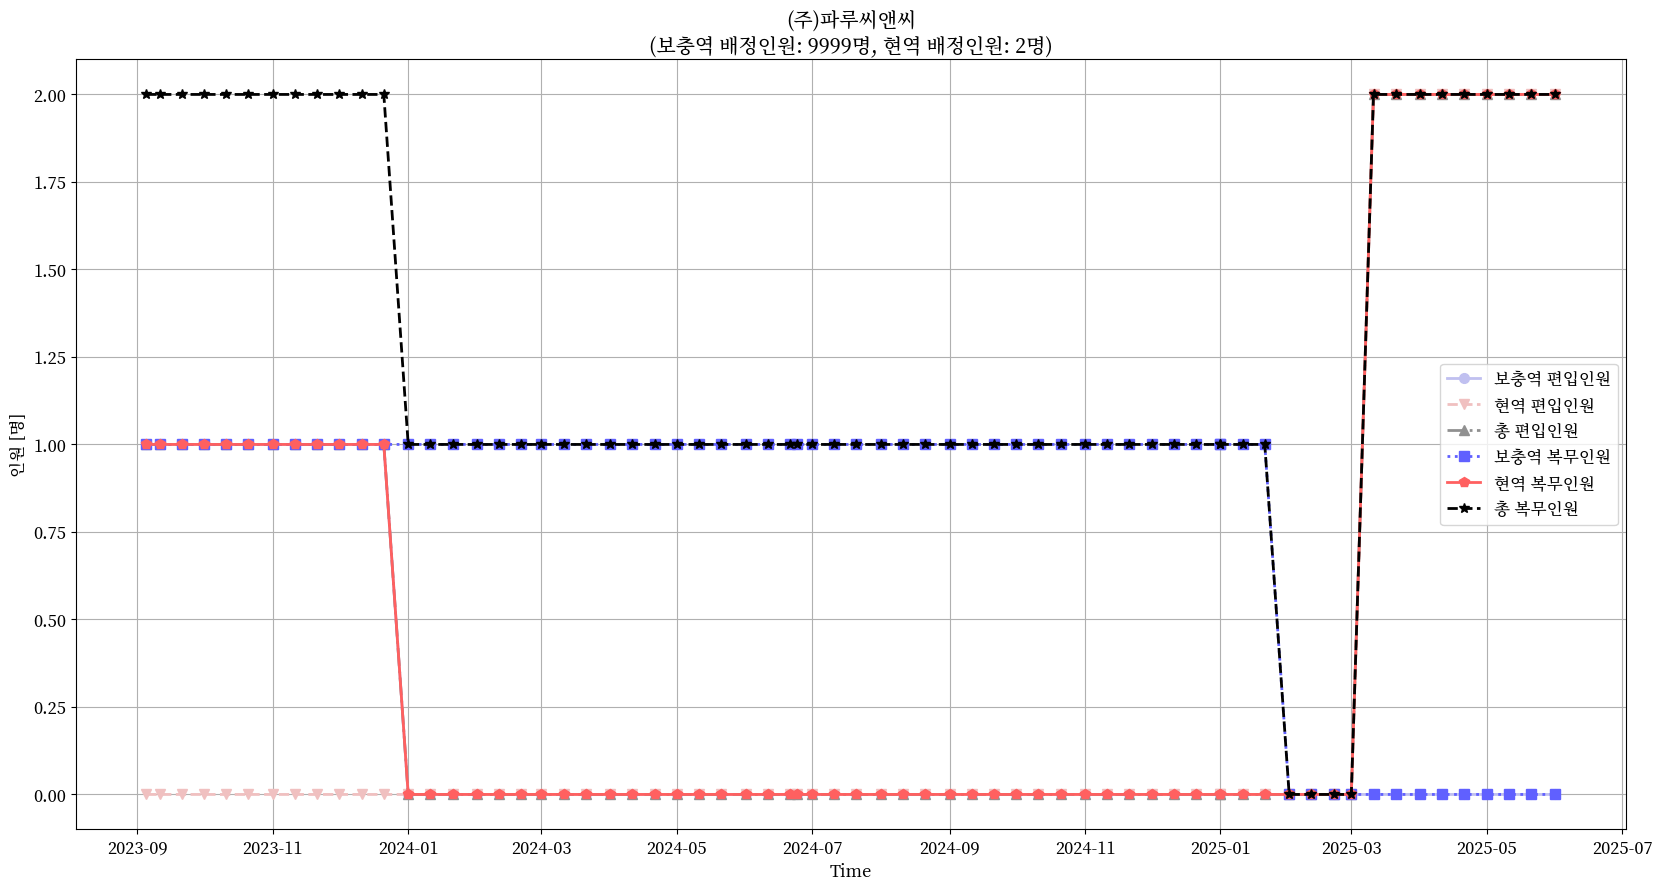 (주)파루씨앤씨
(보충역 배정인원: 9999명, 현역 배정인원: 2명)
인원 [명]
2.00
1.75
1.50
1.25
1.00
0.75
0.50
0.25
0.00
보충역 편입인원
현역 편입인원
총 편입인원
보충역 복무인원
현역 복무인원
총 복무인원
2023-09
2023-11
2024-01
2024-03
2024-05
2024-07
2024-09
2024-11
2025-01
2025-03
2025-05
2025-07
Time